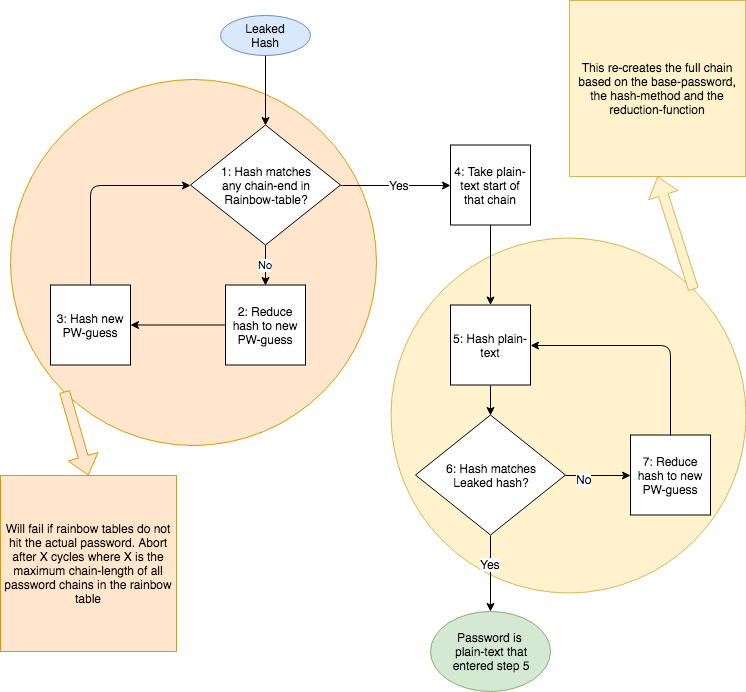 Leaked
Hash
This re-creates the full chain
based on the base-password,
the hash-method and the
reduction-function
1: Hash matches
any chain-end in
Rainbow-table?
Yes
4: Take plain-
text start of
that chain
No
3: Hash new
PW-guess
2: Reduce
hash to new
PW-guess
5: Hash plain-
text
6: Hash matches
Leaked hash?
No
7: Reduce
hash to new
PW-guess
Will fail if rainbow tables do not
hit the actual password. Abort
after X cycles where X is the
maximum chain-length of all
password chains in the rainbow
table
Yes
Password is
plain-text that
entered step 5